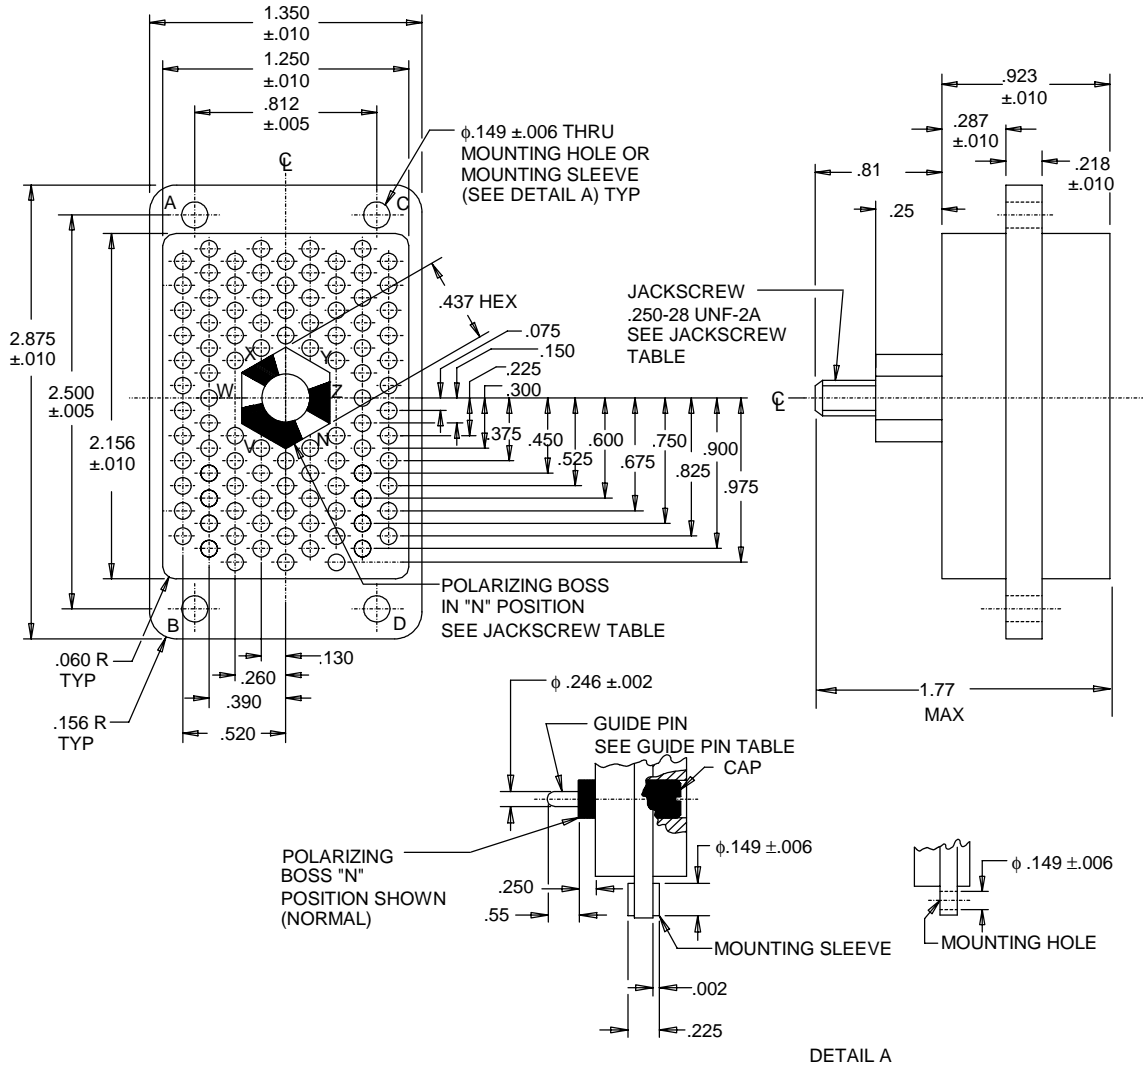 1.350
±.010
1.250
±.010
.812
±.005
℄
ϕ.149 ±.006 THRU
MOUNTING HOLE OR
MOUNTING SLEEVE
(SEE DETAIL A) TYP
A
C
2.875
±.010
2.500
±.005
2.156
±.010
.437 HEX
.075
.150
.225
.300
X
Y
W
Z
V
N
.375
.450
.525
.600
.675
.750
.825
.900
.975
B
D
POLARIZING BOSS
IN "N" POSITION
SEE JACKSCREW TABLE
.060 R
TYP
.156 R
TYP
.130
.260
.390
.520
.923
±.010
.287
±.010
.218
±.010
.81
.25
JACKSCREW
.250-28 UNF-2A
SEE JACKSCREW
TABLE
℄
1.77
MAX
ϕ .246 ±.002
GUIDE PIN
SEE GUIDE PIN TABLE
CAP
POLARIZING
BOSS "N"
POSITION SHOWN
(NORMAL)
.250
.55
ϕ.149 ±.006
MOUNTING SLEEVE
.002
.225
ϕ .149 ±.006
MOUNTING HOLE
DETAIL A